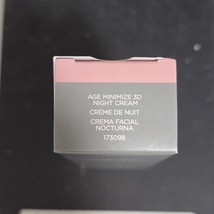 AGE MINIMIZE 3D
NIGHT CREAM
CRÈME DE NUIT
CREMA FACIAL
NOCTURNA
173098